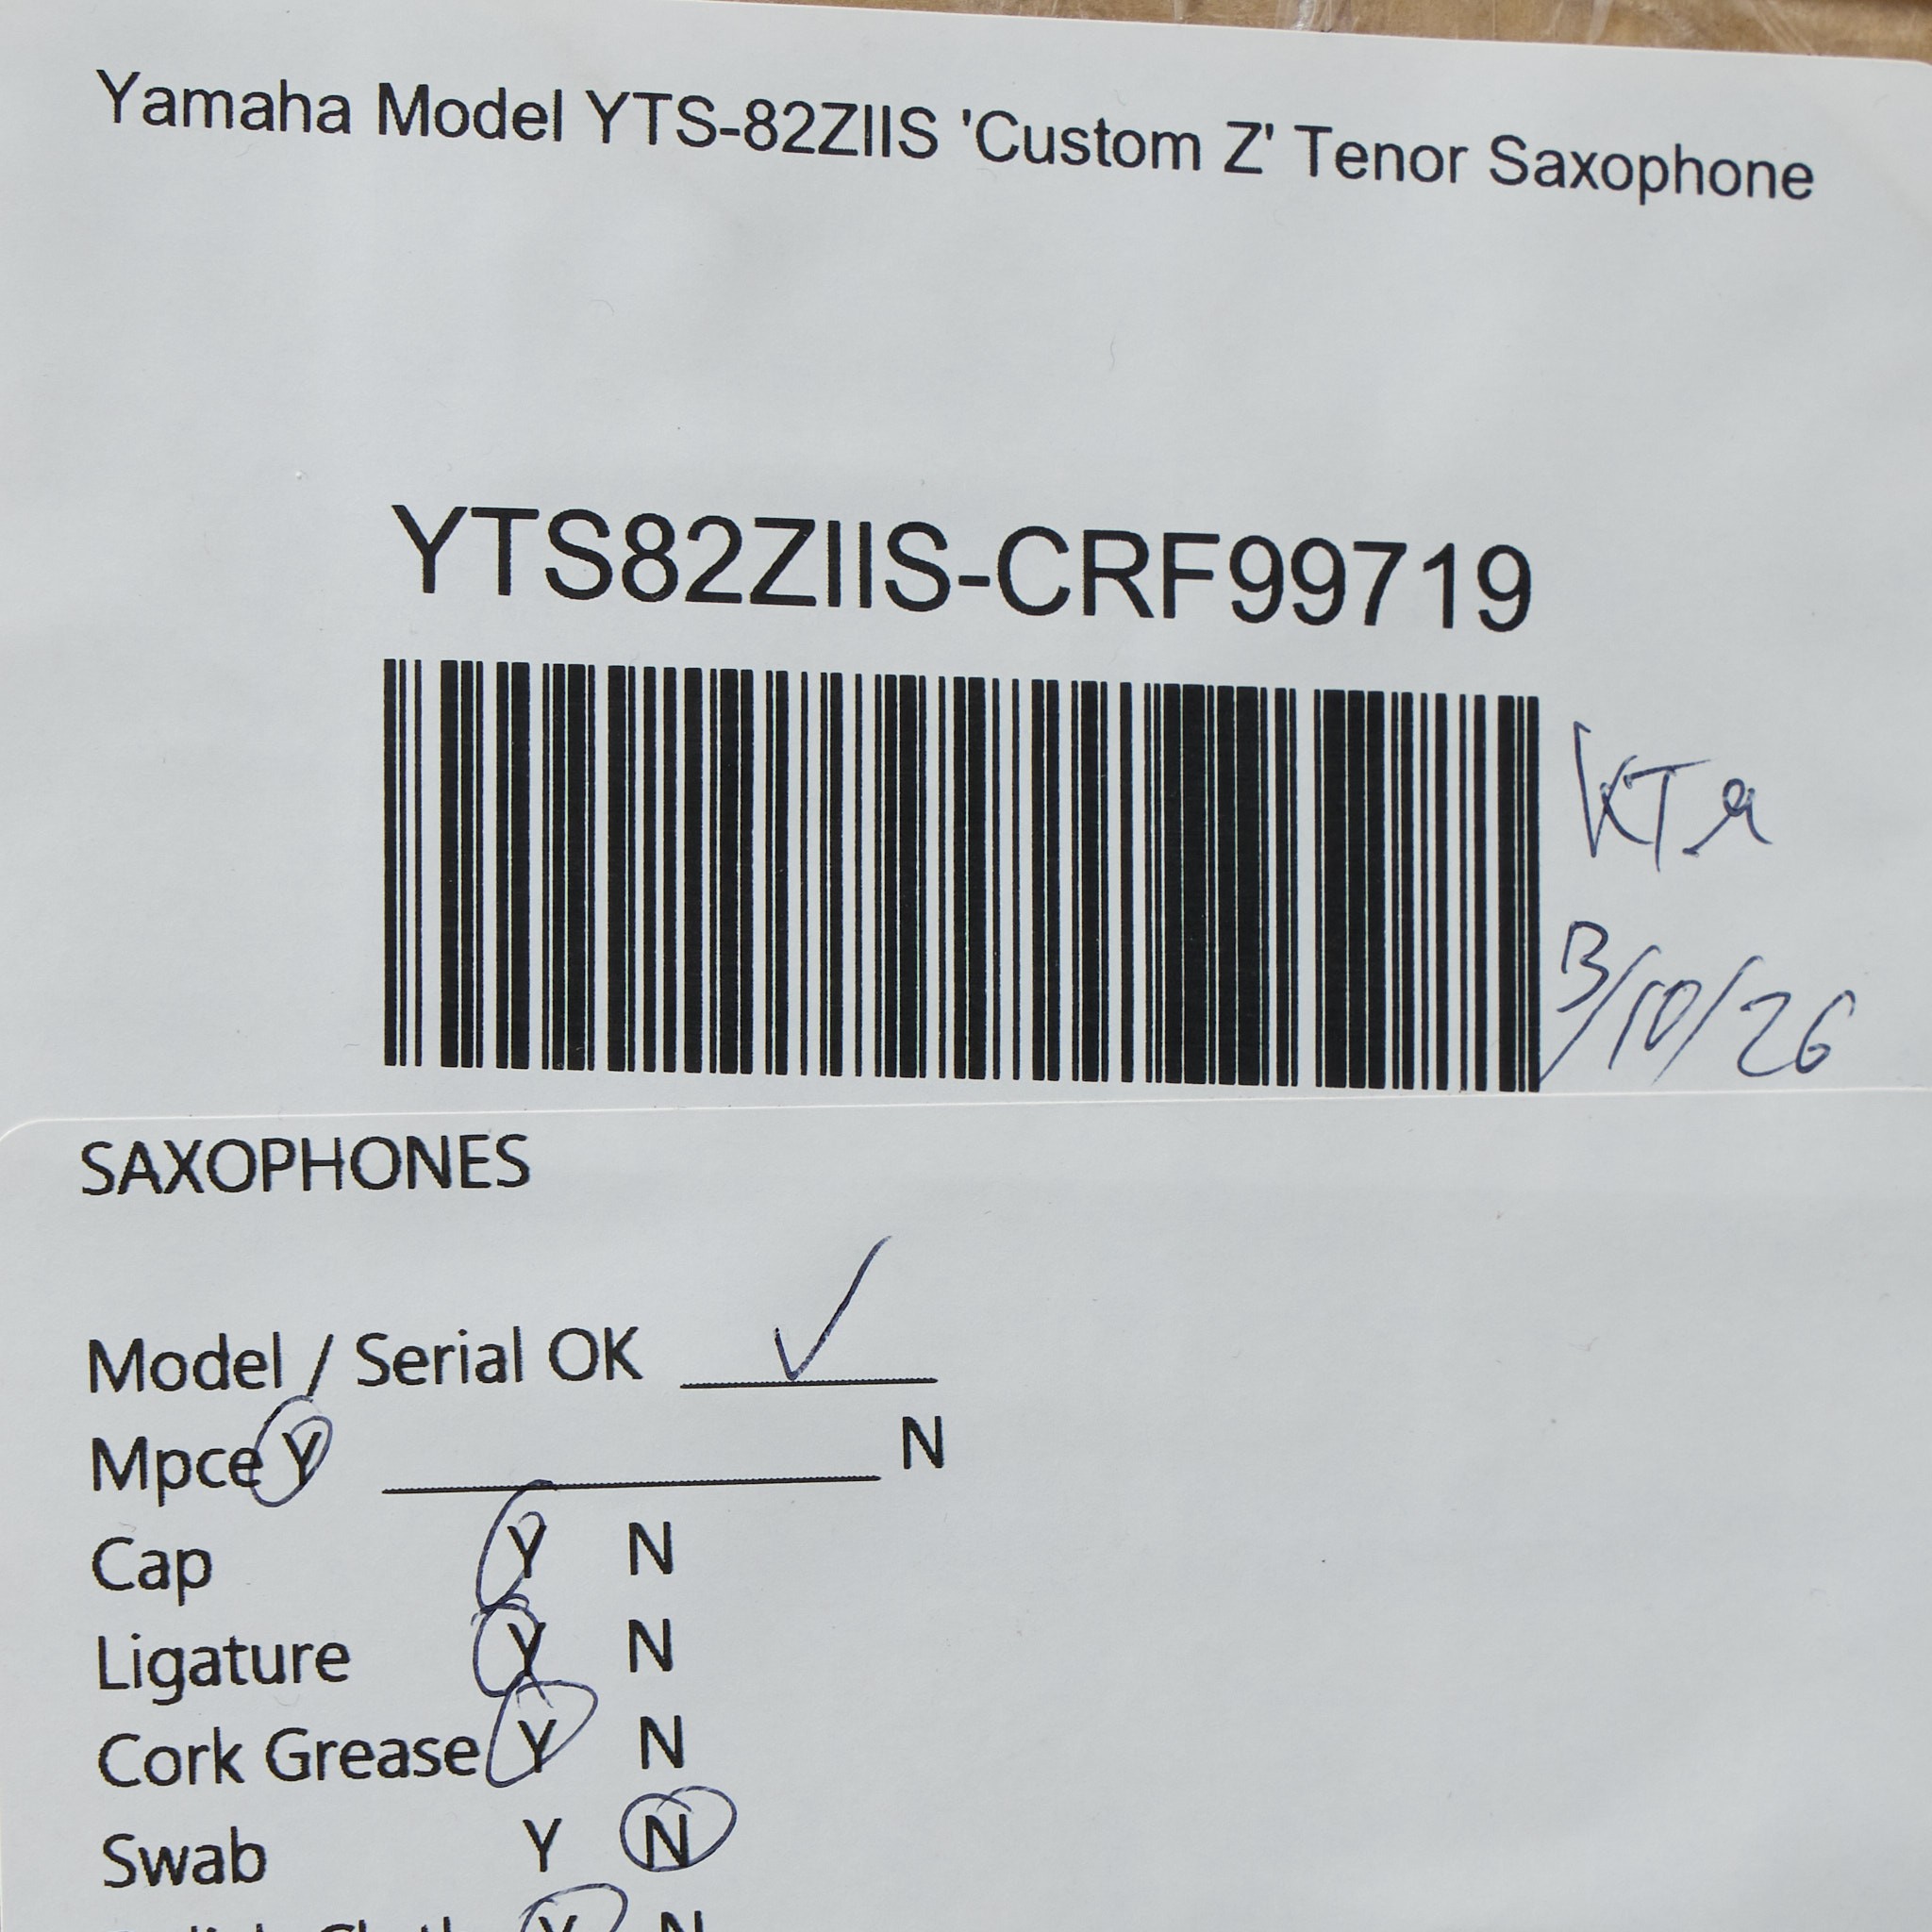 Yamaha Model YTS-82ZIIS 'Custom Z' Tenor Saxophone
YTS82ZIIS-CRF99719
3/10/26
SAXOPHONES
Model / Serial OK ✓
Mpce Y N
Cap Y N
Ligature Y N
Cork Grease Y N
Swab Y N
Y N